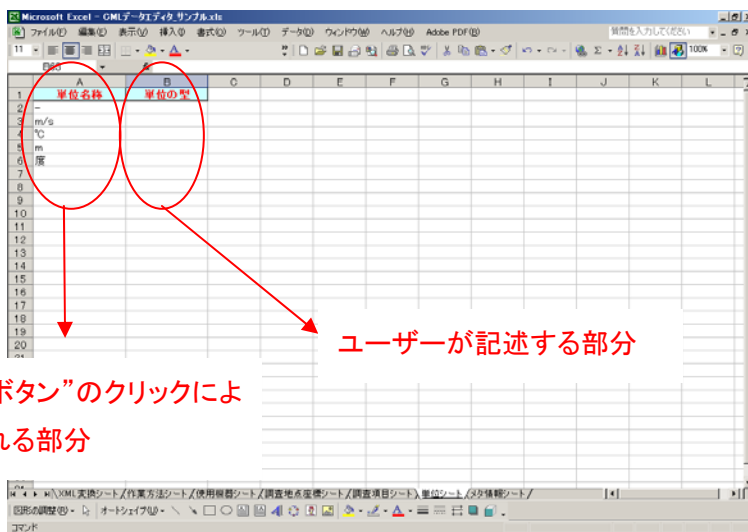 Microsoft Excel - GMLデータエディタ_サンプル.xls
ファイル(F) 編集(E) 表示(V) 挿入(I) 書式(O) ツール(T) データ(D) ウィンドウ(W) ヘルプ(H) Adobe PDF(B) 質問を入力してください
11 100%
A B C D E F G H I J K L
1 単位名称 単位の型
2 -
3 m/s
4 ℃
5 m
6 度
7
8
9
10
11
12
13
14
15
16
17
18
19
20
ユーザーが記述する部分
ボタン”のクリックによ
れる部分
XML変換シート 作業方法シート 使用機器シート 調査地点座標シート 調査項目シート 単位シート メタ情報シート
図形の調整(R) オートシェイプ(U)
コマンド